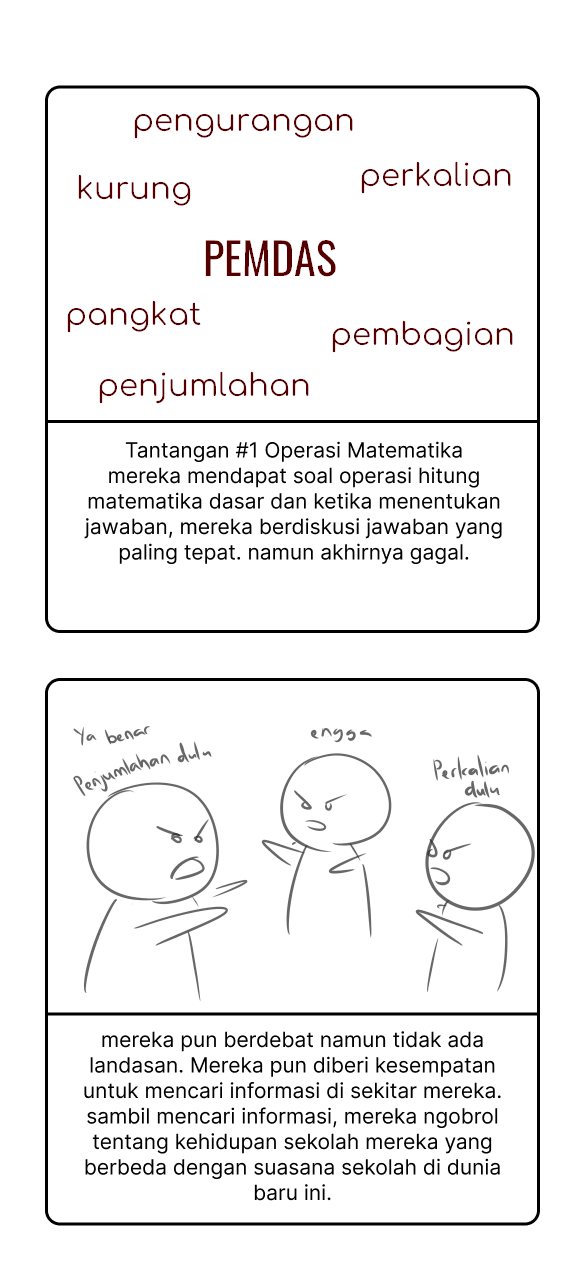 pengurangan
kurung
perkalian
PEMDAS
pangkat
pembagian
penjumlahan
Tantangan #1 Operasi Matematika
mereka mendapat soal operasi hitung
matematika dasar dan ketika menentukan
jawaban, mereka berdiskusi jawaban yang
paling tepat. namun akhirnya gagal.
Ya benar
Penjumlahan dulu
engga
Perkalian
dulu
mereka pun berdebat namun tidak ada
landasan. Mereka pun diberi kesempatan
untuk mencari informasi di sekitar mereka.
sambil mencari informasi, mereka ngobrol
tentang kehidupan sekolah mereka yang
berbeda dengan suasana sekolah di dunia
baru ini.